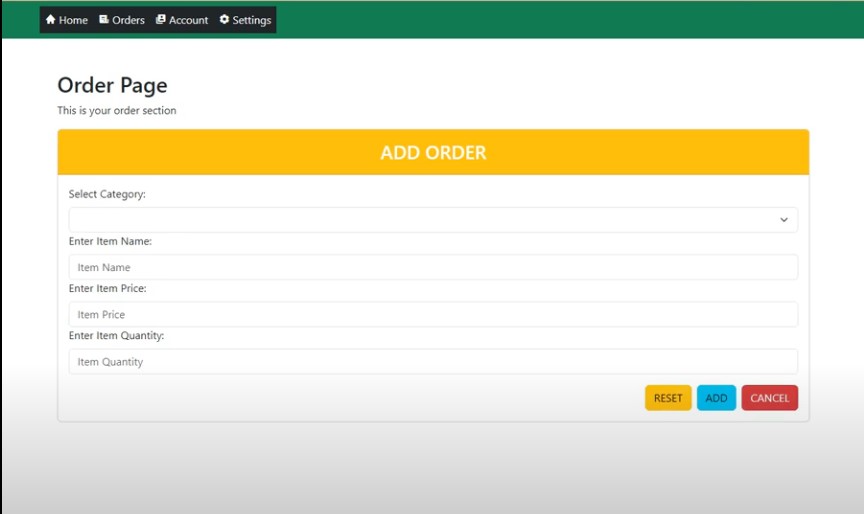 Home Orders Account Settings
Order Page
This is your order section
ADD ORDER
Select Category:
Enter Item Name:
Item Name
Enter Item Price:
Item Price
Enter Item Quantity:
Item Quantity
RESET ADD CANCEL